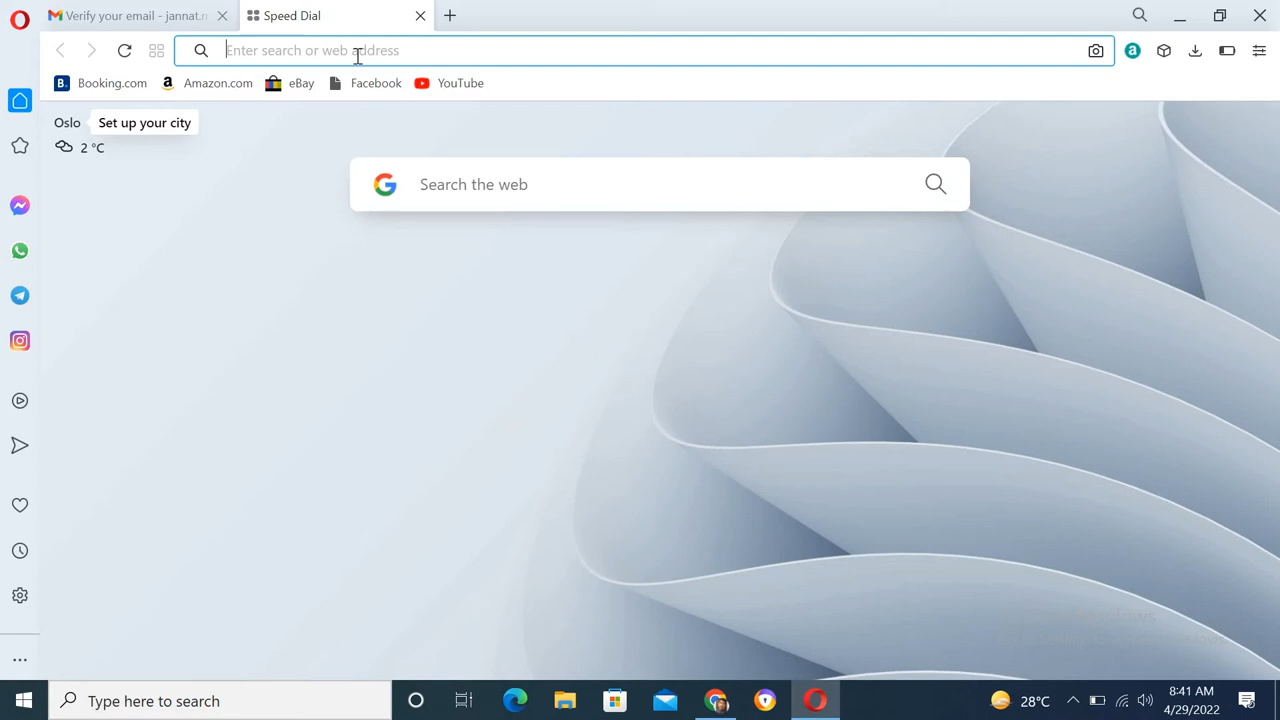 Verify your email - jannat.n
Speed Dial
Enter search or web address
Booking.com
Amazon.com
eBay
Facebook
YouTube
Oslo
Set up your city
2 °C
Search the web
Type here to search
28°C
8:41 AM
4/29/2022